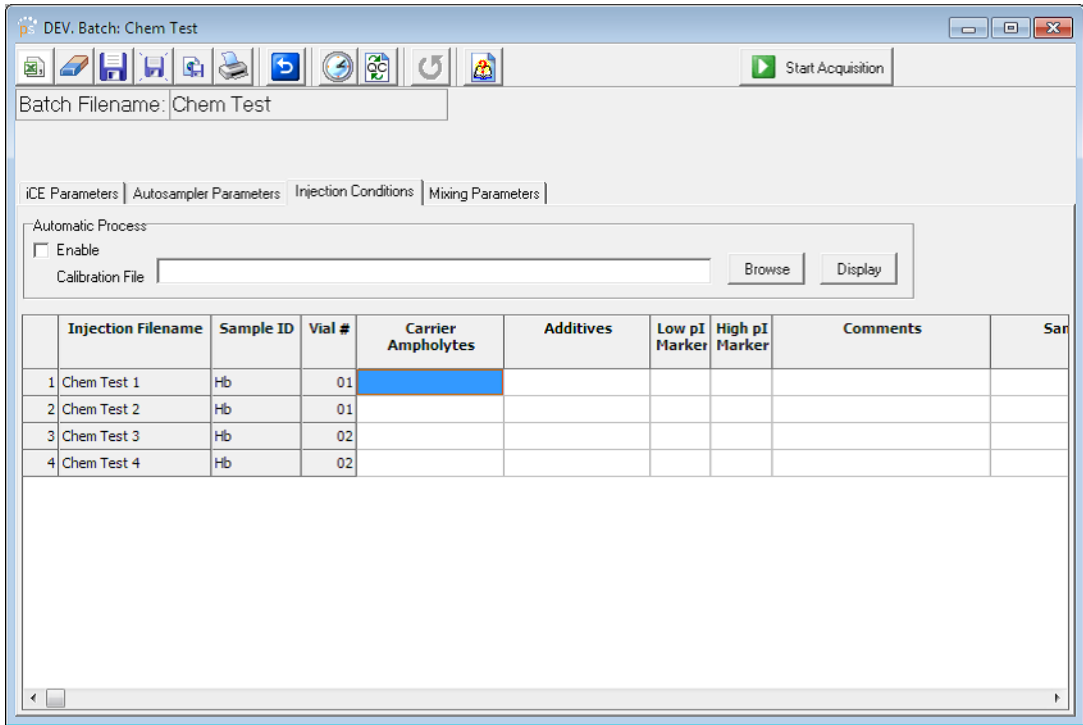 DEV. Batch: Chem Test
QC
Start Acquisition
Batch Filename: Chem Test
iCE Parameters Autosampler Parameters Injection Conditions Mixing Parameters
Automatic Process
Enable
Calibration File Browse Display
Injection Filename Sample ID Vial # Carrier Ampholytes Additives Low pI Marker High pI Marker Comments Sar
1 Chem Test 1 Hb 01
2 Chem Test 2 Hb 01
3 Chem Test 3 Hb 02
4 Chem Test 4 Hb 02